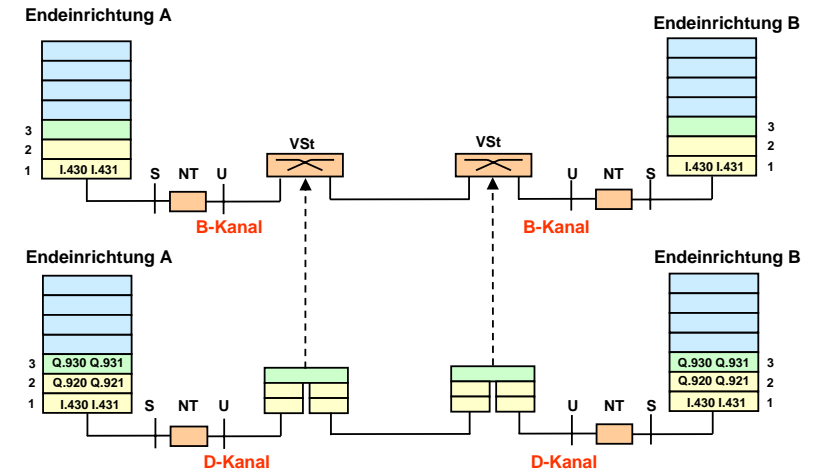 Endeinrichtung A
Endeinrichtung B
VSt
VSt
3
3
2
2
1
I.430 I.431
S
NT
U
U
NT
S
I.430 I.431
1
B-Kanal
B-Kanal
Endeinrichtung A
Endeinrichtung B
3
Q.930 Q.931
Q.930 Q.931
3
2
Q.920 Q.921
Q.920 Q.921
2
1
I.430 I.431
S
NT
U
U
NT
S
I.430 I.431
1
D-Kanal
D-Kanal